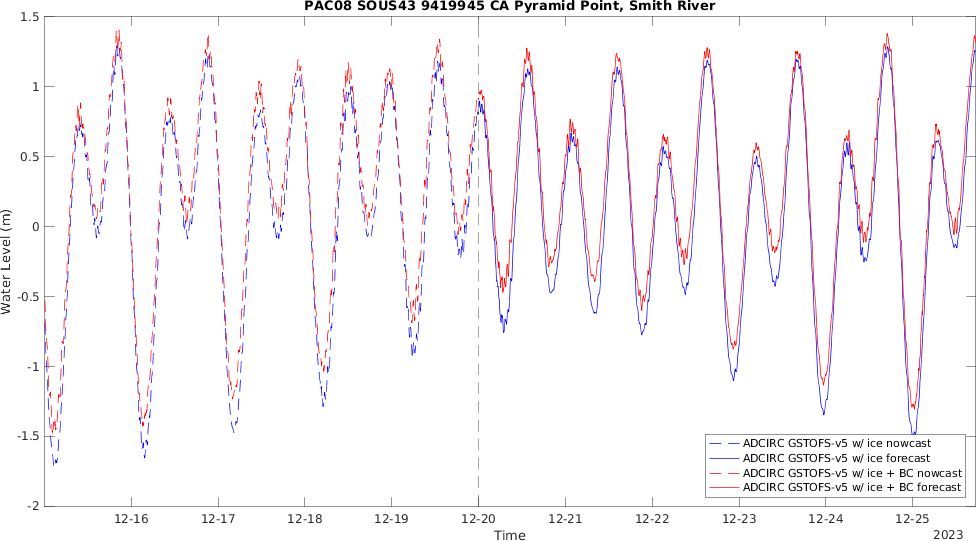 PAC08 SOUS43 9419945 CA Pyramid Point, Smith River
1.5
1
0.5
0
-0.5
-1
-1.5
-2
Water Level (m)
12-16 12-17 12-18 12-19 12-20 12-21 12-22 12-23 12-24 12-25
Time
2023
ADCIRC GSTOFS-v5 w/ ice nowcast
ADCIRC GSTOFS-v5 w/ ice forecast
ADCIRC GSTOFS-v5 w/ ice + BC nowcast
ADCIRC GSTOFS-v5 w/ ice + BC forecast